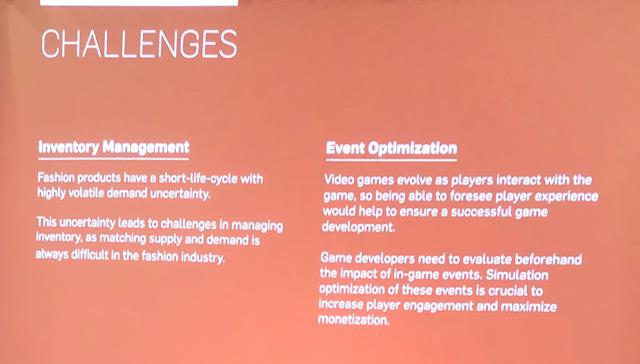 CHALLENGES
Inventory Management
Fashion products have a short-life-cycle with
highly volatile demand uncertainty.
This uncertainty leads to challenges in managing
inventory, as matching supply and demand is
always difficult in the fashion industry.
Event Optimization
Video games evolve as players interact with the
game, so being able to foresee player experience
would help to ensure a successful game
development.
Game developers need to evaluate beforehand
the impact of in-game events. Simulation
optimization of these events is crucial to
increase player engagement and maximize
monetization.